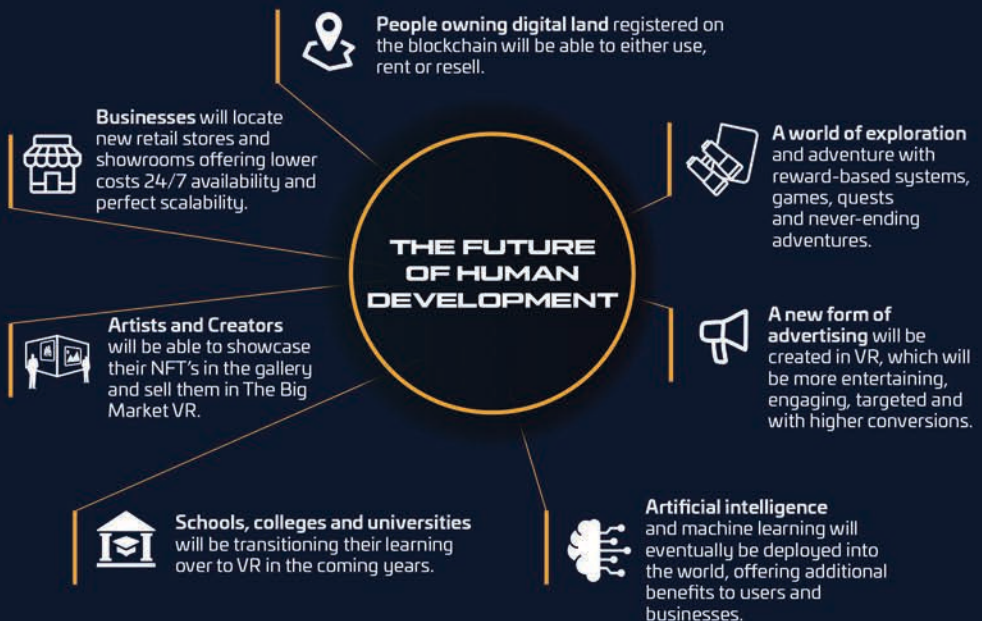 People owning digital land registered on
the blockchain will be able to either use,
rent or resell.
Businesses will locate
new retail stores and
showrooms offering lower
costs 24/7 availability and
perfect scalability.
A world of exploration
and adventure with
reward-based systems,
games, quests
and never-ending
adventures.
THE FUTURE
OF HUMAN
DEVELOPMENT
Artists and Creators
will be able to showcase
their NFT's in the gallery
and sell them in The Big
Market VR.
A new form of
advertising will be
created in VR, which will
be more entertaining,
engaging, targeted and
with higher conversions.
Schools, colleges and universities
will be transitioning their learning
over to VR in the coming years.
Artificial intelligence
and machine learning will
eventually be deployed into
the world, offering additional
benefits to users and
businesses.